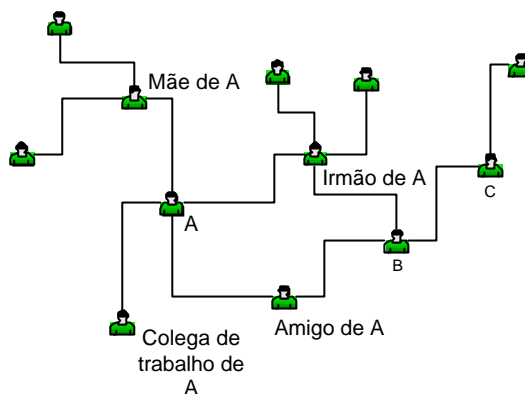 Mãe de A
Irmão de A
C
A
B
Amigo de A
Colega de
trabalho de
A